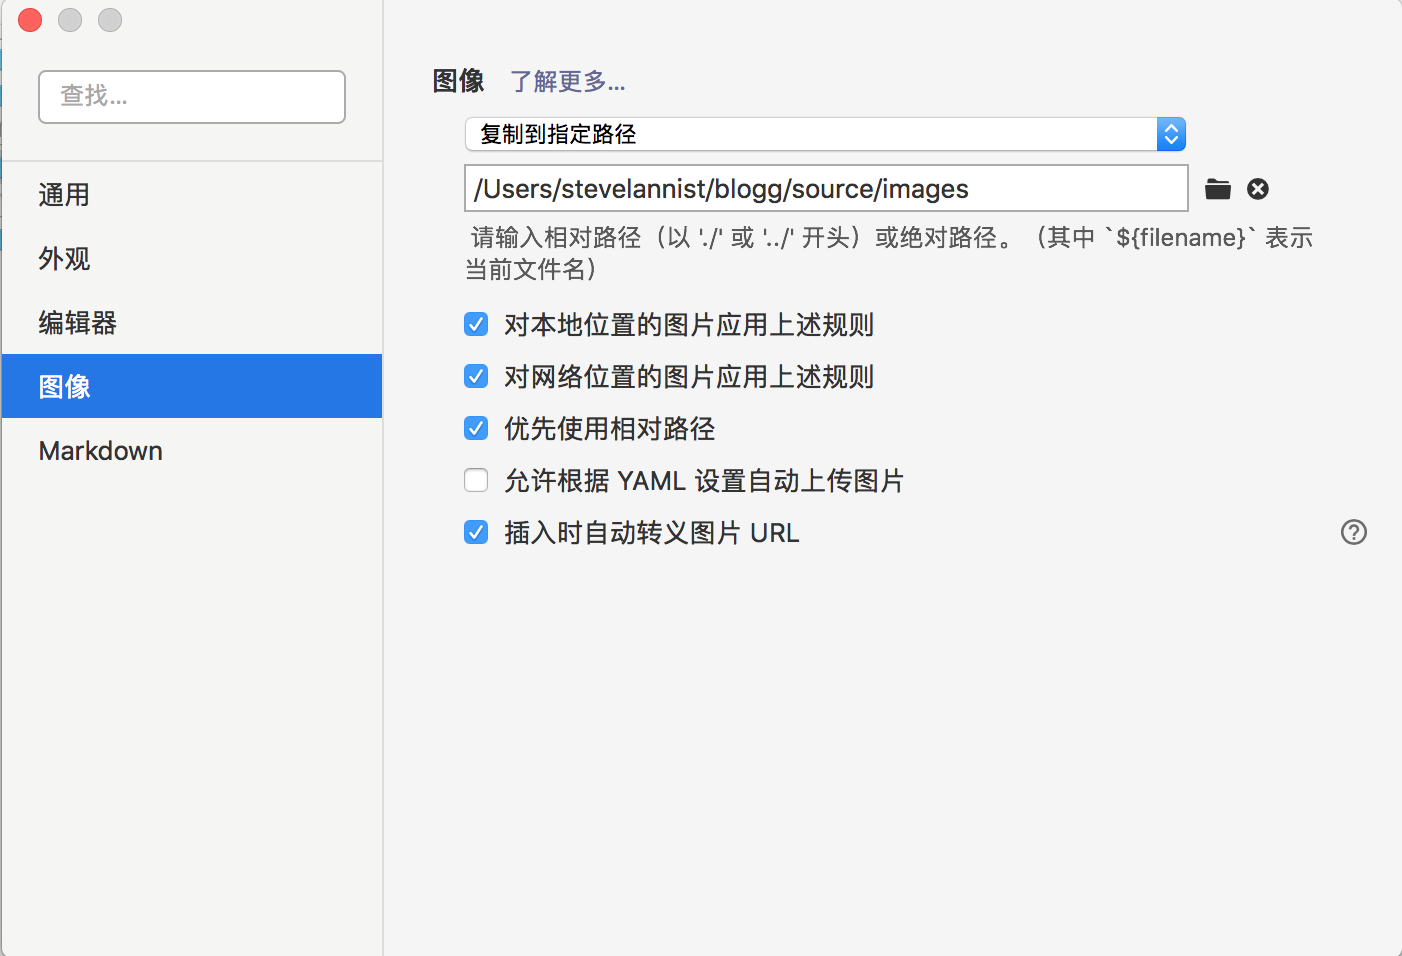 查找...
通用
外观
编辑器
图像
Markdown
图像 了解更多...
复制到指定路径
/Users/stevelannist/blogg/source/images
请输入相对路径（以 './' 或 '../' 开头）或绝对路径。（其中 `${filename}` 表示
当前文件名）
对本地位置的图片应用上述规则
对网络位置的图片应用上述规则
优先使用相对路径
允许根据 YAML 设置自动上传图片
插入时自动转义图片 URL